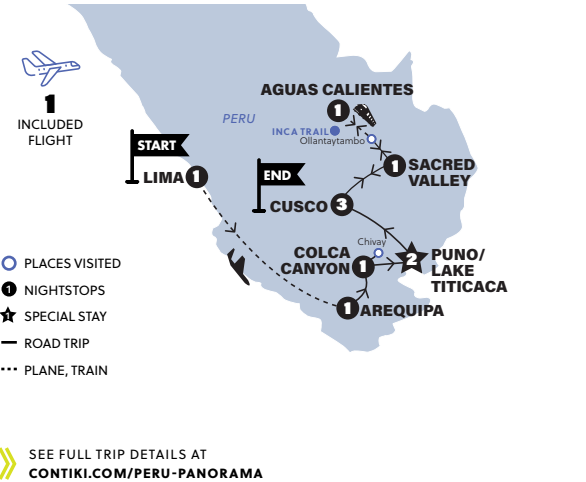 1
INCLUDED
FLIGHT
AGUAS CALIENTES
1
PERU
INCA TRAIL
Ollantaytambo
START
LIMA 1
1 SACRED
VALLEY
END
CUSCO 3
Chivay
COLCA
CANYON 1
2 PUNO/
LAKE
TITICACA
1 AREQUIPA
PLACES VISITED
1 NIGHTSTOPS
1 SPECIAL STAY
ROAD TRIP
PLANE, TRAIN
SEE FULL TRIP DETAILS AT
CONTIKI.COM/PERU-PANORAMA